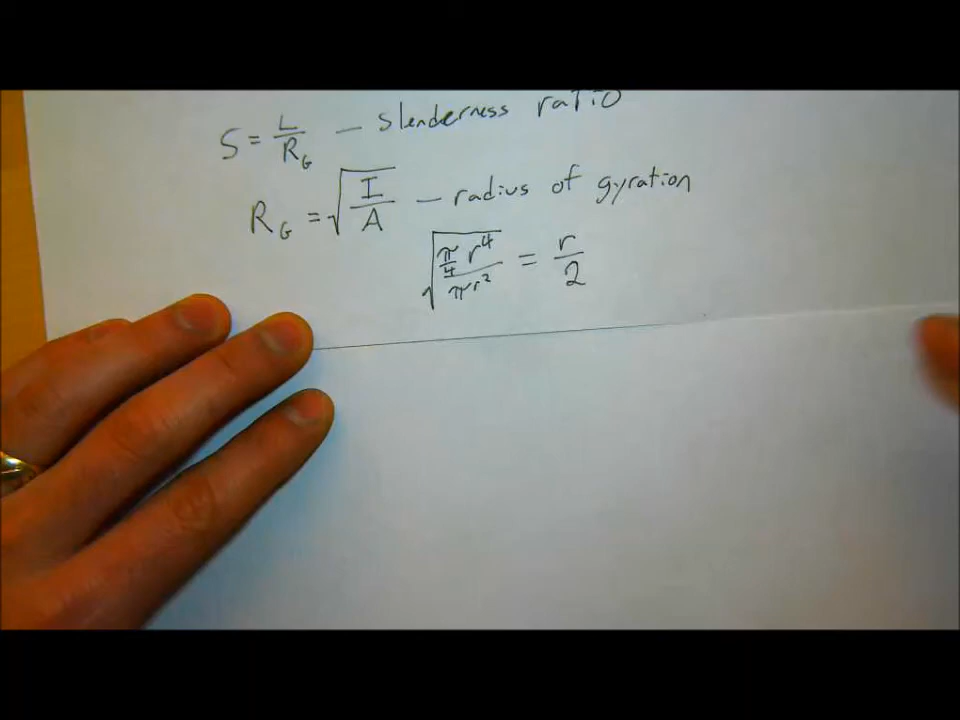 S = L/R_G — slenderness ratio
R_G = √(I/A) — radius of gyration
√(π/4 r⁴ / πr²) = r/2